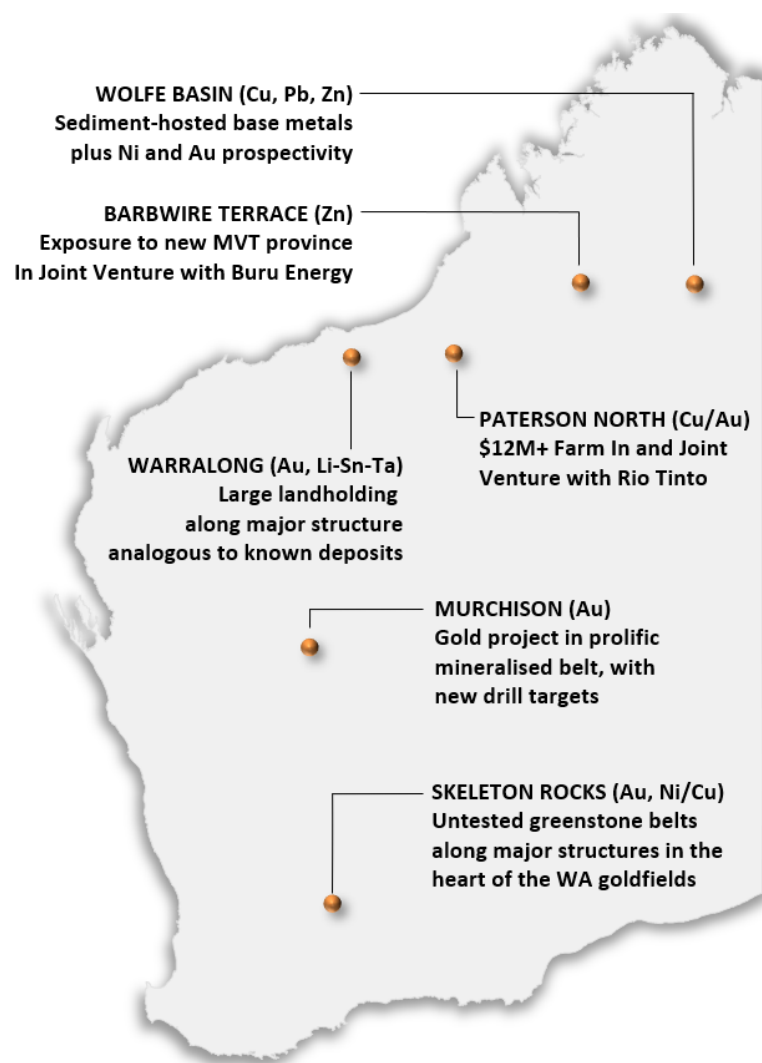 WOLFE BASIN (Cu, Pb, Zn)
Sediment-hosted base metals
plus Ni and Au prospectivity
BARBWIRE TERRACE (Zn)
Exposure to new MVT province
In Joint Venture with Buru Energy
PATERSON NORTH (Cu/Au)
$12M+ Farm In and Joint
Venture with Rio Tinto
WARRALONG (Au, Li-Sn-Ta)
Large landholding
along major structure
analogous to known deposits
MURCHISON (Au)
Gold project in prolific
mineralised belt, with
new drill targets
SKELETON ROCKS (Au, Ni/Cu)
Untested greenstone belts
along major structures in the
heart of the WA goldfields